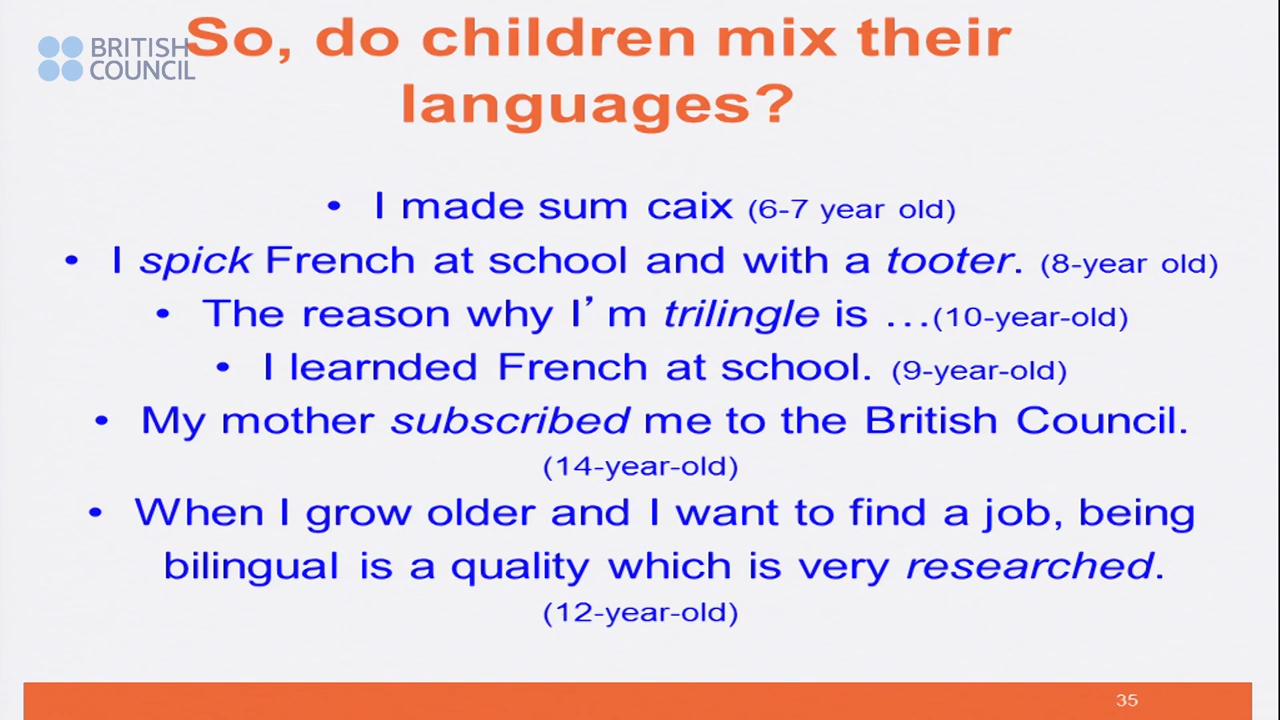 So, do children mix their
languages?
BRITISH
COUNCIL
• I made sum caix (6-7 year old)
• I spick French at school and with a tooter. (8-year old)
• The reason why I’m trilingle is …(10-year-old)
• I learnded French at school. (9-year-old)
• My mother subscribed me to the British Council.
(14-year-old)
• When I grow older and I want to find a job, being
bilingual is a quality which is very researched.
(12-year-old)
35